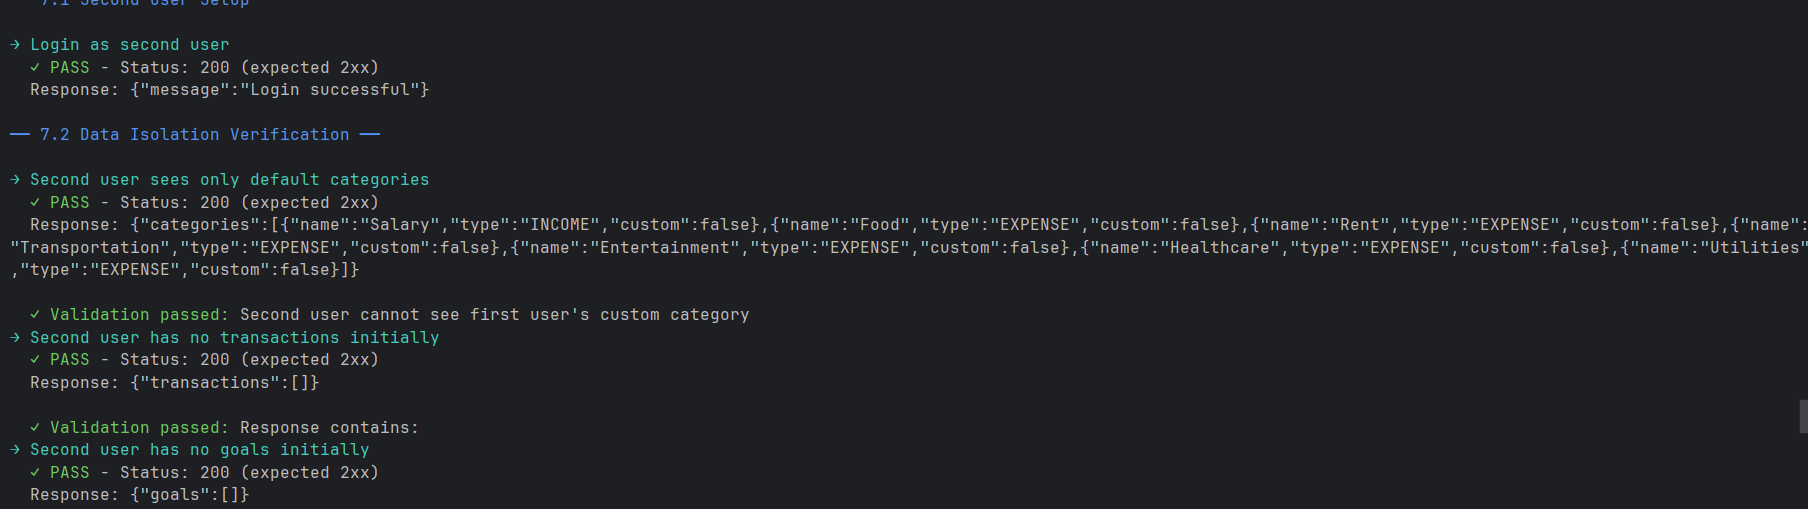 7.1 Second User Setup
→ Login as second user
✓ PASS - Status: 200 (expected 2xx)
Response: {"message":"Login successful"}
── 7.2 Data Isolation Verification ──
→ Second user sees only default categories
✓ PASS - Status: 200 (expected 2xx)
Response: {"categories":[{"name":"Salary","type":"INCOME","custom":false},{"name":"Food","type":"EXPENSE","custom":false},{"name":"Rent","type":"EXPENSE","custom":false},{"name":
"Transportation","type":"EXPENSE","custom":false},{"name":"Entertainment","type":"EXPENSE","custom":false},{"name":"Healthcare","type":"EXPENSE","custom":false},{"name":"Utilities"
,"type":"EXPENSE","custom":false}]}
✓ Validation passed: Second user cannot see first user's custom category
→ Second user has no transactions initially
✓ PASS - Status: 200 (expected 2xx)
Response: {"transactions":[]}
✓ Validation passed: Response contains:
→ Second user has no goals initially
✓ PASS - Status: 200 (expected 2xx)
Response: {"goals":[]}